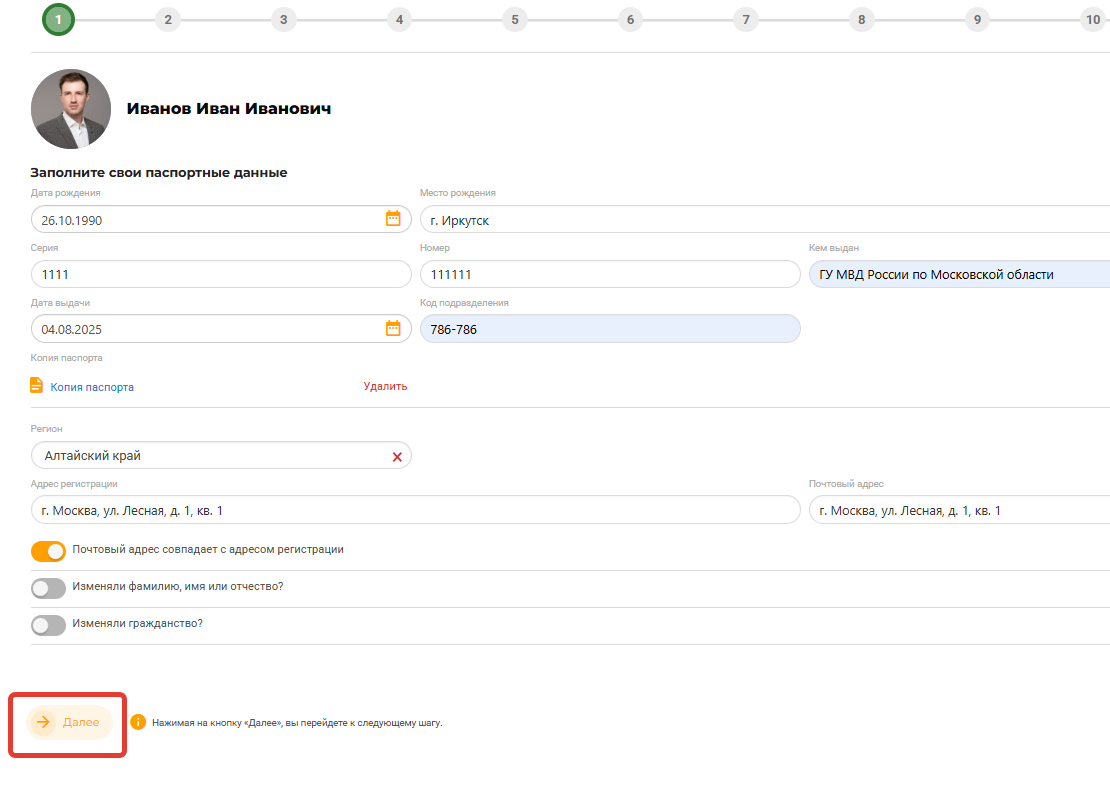 1 2 3 4 5 6 7 8 9 10
Иванов Иван Иванович
Заполните свои паспортные данные
Дата рождения Место рождения
26.10.1990 г. Иркутск
Серия Номер Кем выдан
1111 111111 ГУ МВД России по Московской области
Дата выдачи Код подразделения
04.08.2025 786-786
Копия паспорта
Копия паспорта Удалить
Регион
Алтайский край
Адрес регистрации Почтовый адрес
г. Москва, ул. Лесная, д. 1, кв. 1 г. Москва, ул. Лесная, д. 1, кв. 1
Почтовый адрес совпадает с адресом регистрации
Изменяли фамилию, имя или отчество?
Изменяли гражданство?
Далее Нажимая на кнопку «Далее», вы перейдете к следующему шагу.